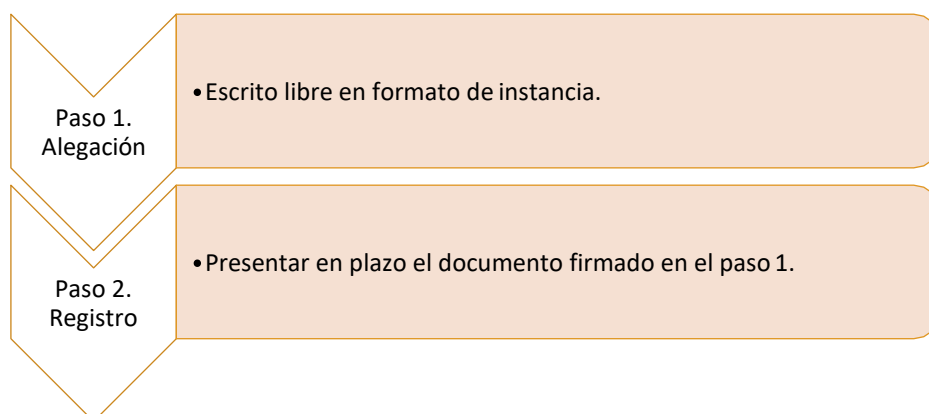 Paso 1.
Alegación
•Escrito libre en formato de instancia.
Paso 2.
Registro
•Presentar en plazo el documento firmado en el paso 1.